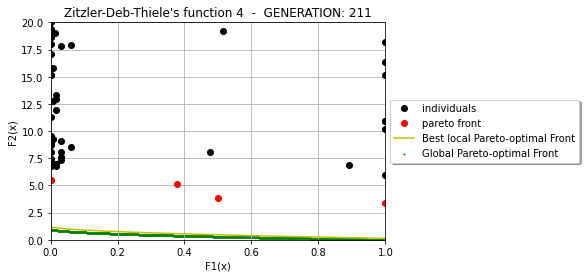 Zitzler-Deb-Thiele's function 4  -  GENERATION: 211
F2(x)
20.0
17.5
15.0
12.5
10.0
7.5
5.0
2.5
0.0
0.0 0.2 0.4 0.6 0.8 1.0
F1(x)
individuals
pareto front
Best local Pareto-optimal Front
Global Pareto-optimal Front